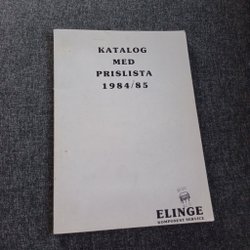 KATALOG
MED
PRISLISTA
1984/85
ELINGE
KOMPONENT SERVICE